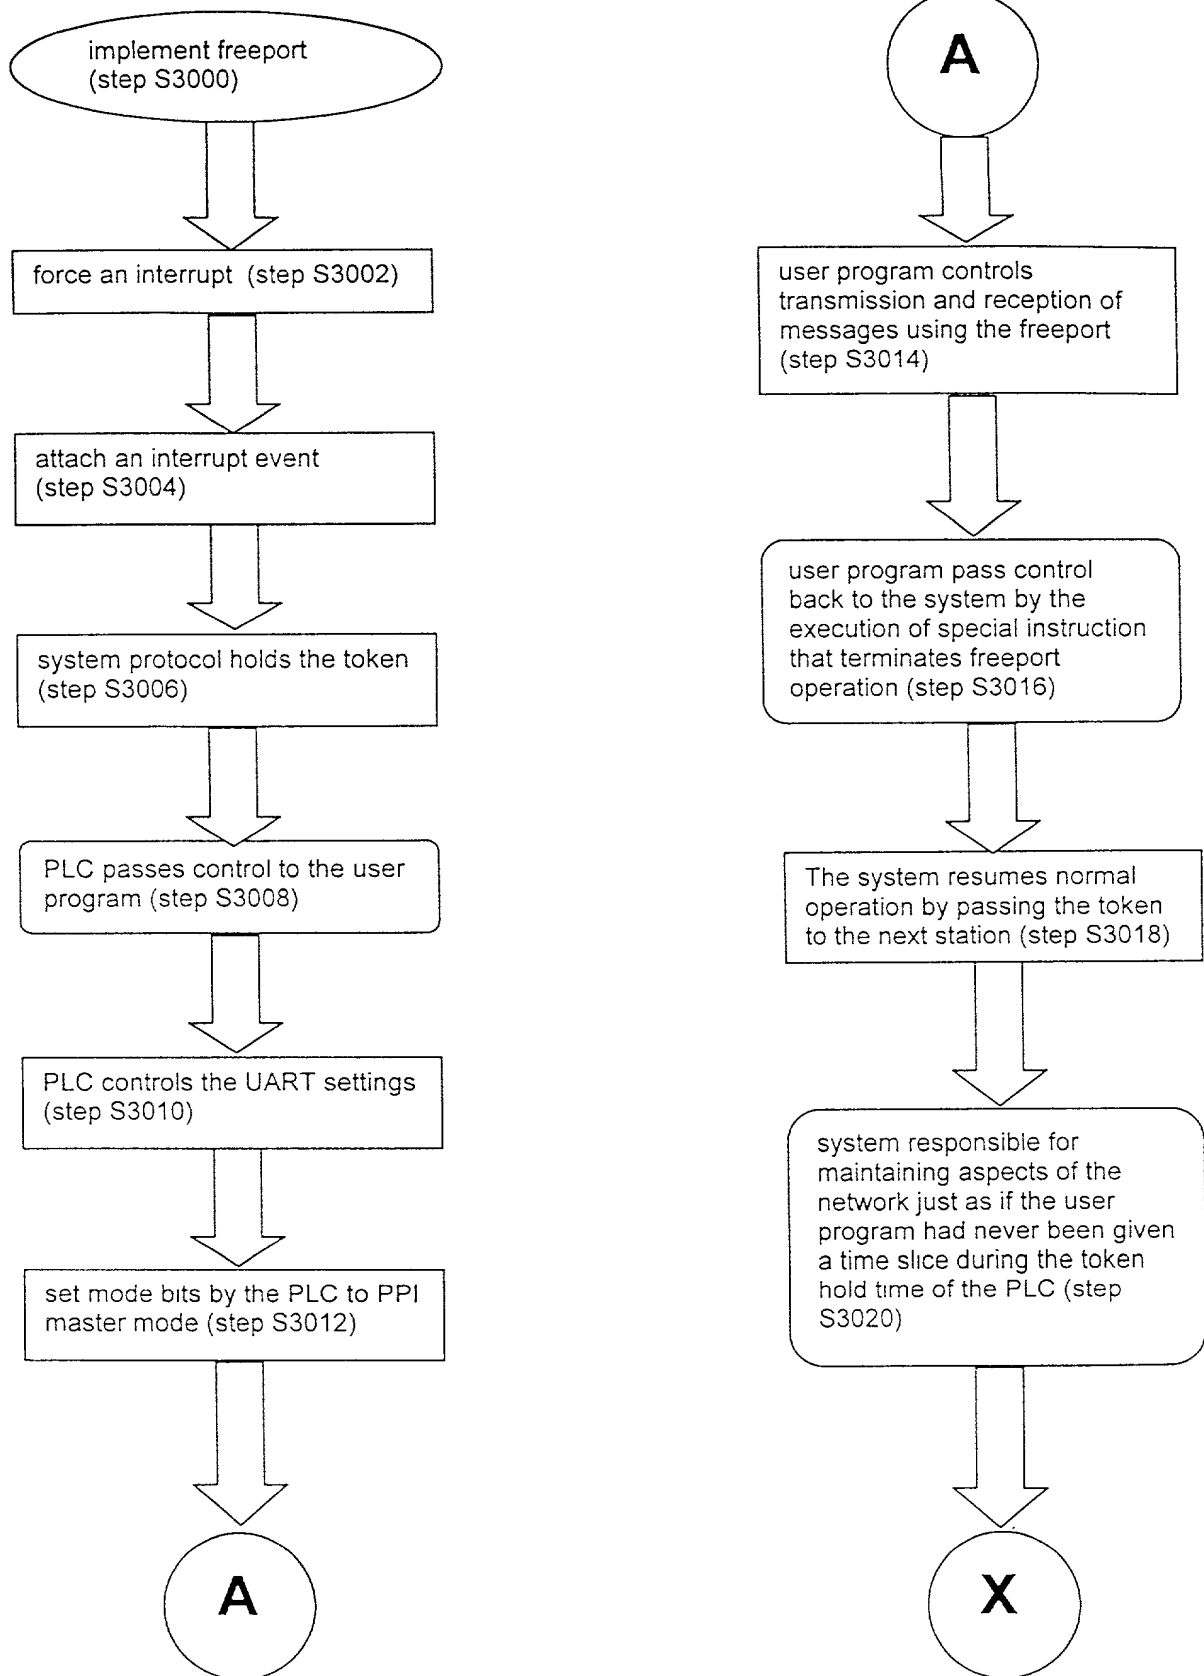 implement freeport
(step S3000)
force an interrupt (step S3002)
attach an interrupt event
(step S3004)
system protocol holds the token
(step S3006)
PLC passes control to the user
program (step S3008)
PLC controls the UART settings
(step S3010)
set mode bits by the PLC to PPI
master mode (step S3012)
A
A
user program controls
transmission and reception of
messages using the freeport
(step S3014)
user program pass control
back to the system by the
execution of special instruction
that terminates freeport
operation (step S3016)
The system resumes normal
operation by passing the token
to the next station (step S3018)
system responsible for
maintaining aspects of the
network just as if the user
program had never been given
a time slice during the token
hold time of the PLC (step
S3020)
X